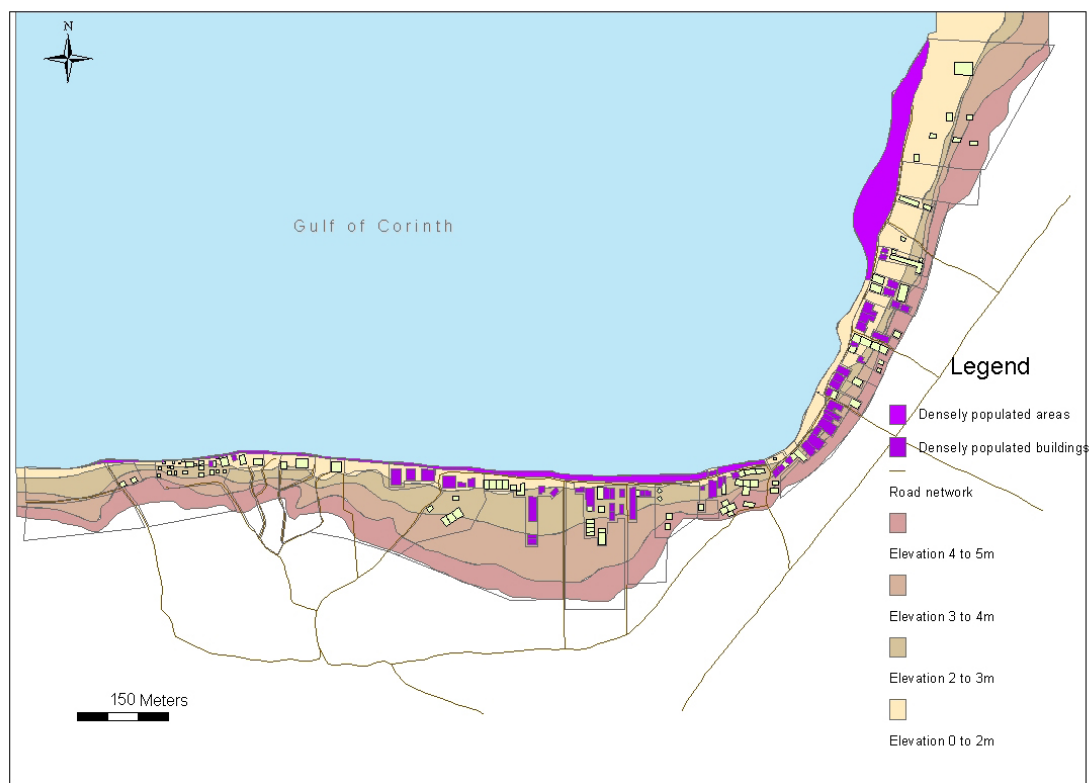 N
Gulf of Corinth
Legend
Densely populated areas
Densely populated buildings
Road network
Elevation 4 to 5m
Elevation 3 to 4m
Elevation 2 to 3m
Elevation 0 to 2m
150 Meters